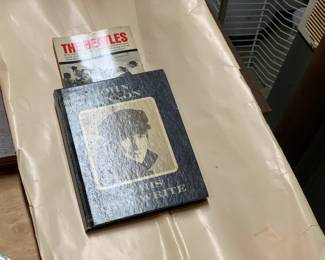 THE BEATLES
JOHN
LENNON
IN HIS
OWN WRITE